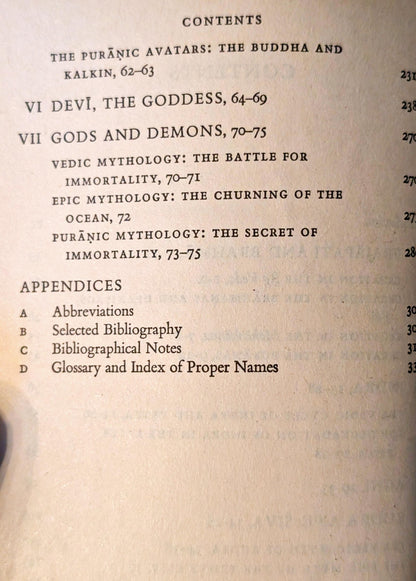 CONTENTS
THE PURĀṆIC AVATARS: THE BUDDHA AND
KALKIN, 62–63 231
VI DEVĪ, THE GODDESS, 64–69 238
VII GODS AND DEMONS, 70–75
VEDIC MYTHOLOGY: THE BATTLE FOR
IMMORTALITY, 70–71
EPIC MYTHOLOGY: THE CHURNING OF THE
OCEAN, 72
PURĀṆIC MYTHOLOGY: THE SECRET OF
IMMORTALITY, 73–75
APPENDICES
A Abbreviations
B Selected Bibliography
C Bibliographical Notes
D Glossary and Index of Proper Names